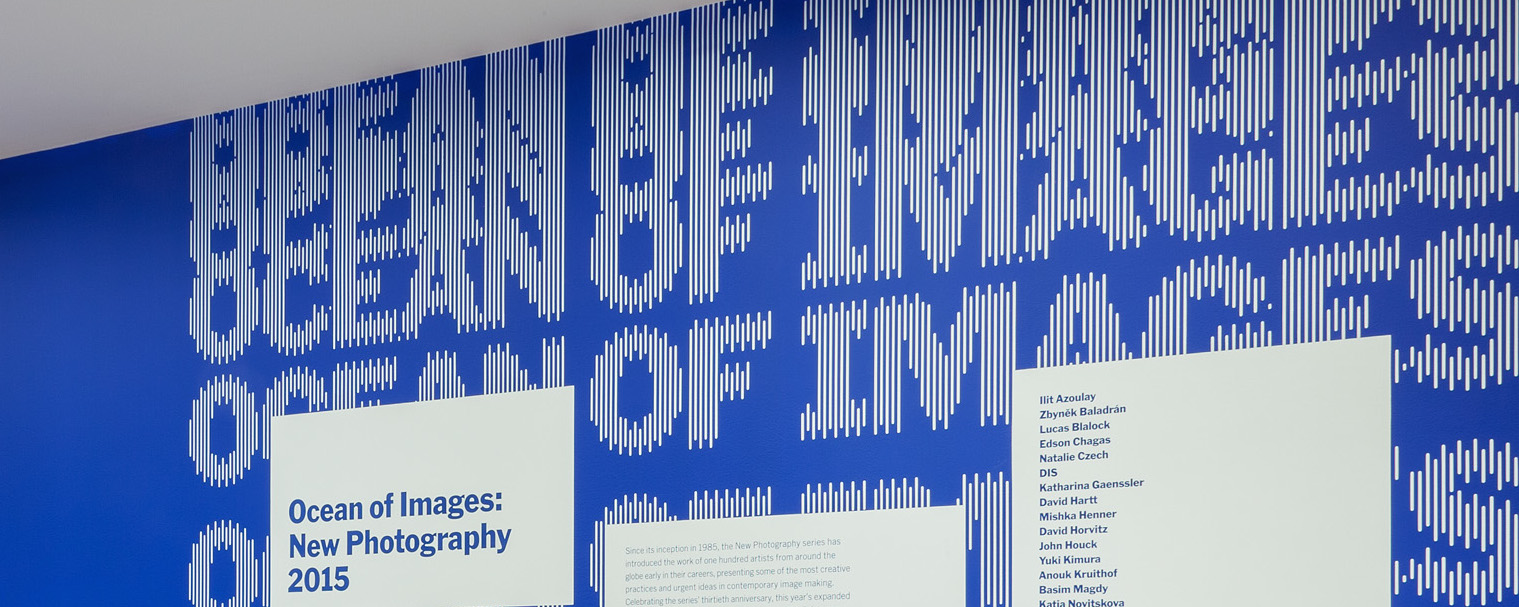 OCEAN OF IMAGES
OCEAN OF IMAGES
Ocean of Images:
New Photography
2015
Since its inception in 1985, the New Photography series has
introduced the work of one hundred artists from around the
globe early in their careers, presenting some of the most creative
practices and urgent ideas in contemporary image making.
Celebrating the series' thirtieth anniversary, this year's expanded
Ilit Azoulay
Zbyněk Baladrán
Lucas Blalock
Edson Chagas
Natalie Czech
DIS
Katharina Gaenssler
David Hartt
Mishka Henner
David Horvitz
John Houck
Yuki Kimura
Anouk Kruithof
Basim Magdy
Katja Novitskova